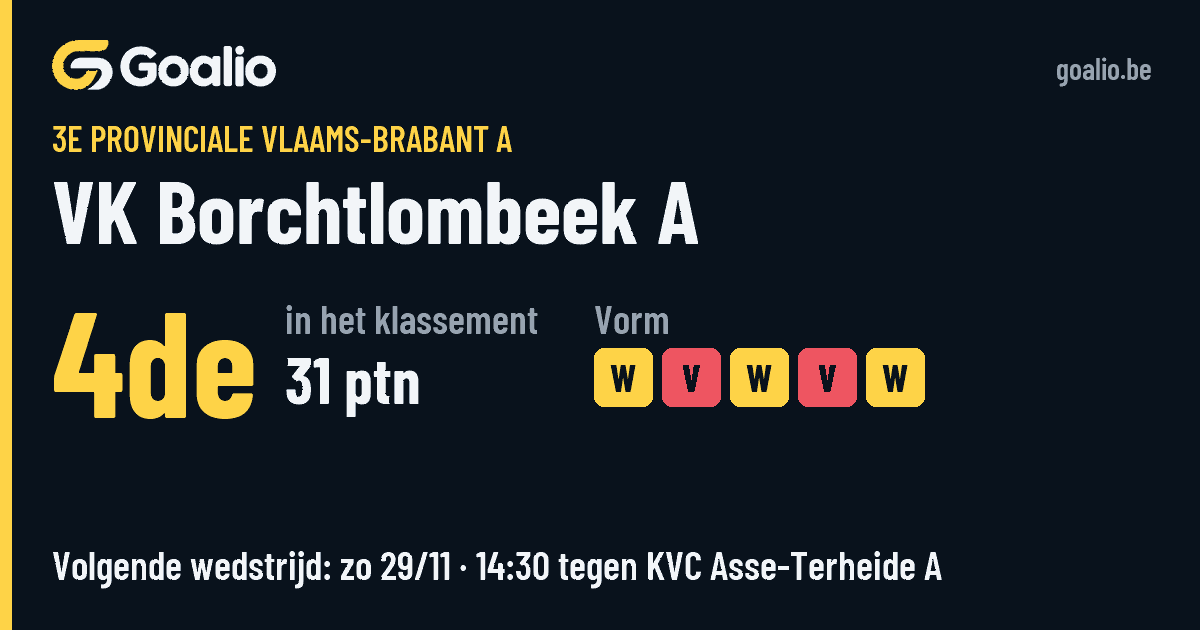 Goalio
goalio.be
3E PROVINCIALE VLAAMS-BRABANT A
VK Borchtlombeek A
4de
in het klassement
31 ptn
Vorm
W V W V W
Volgende wedstrijd: zo 29/11 · 14:30 tegen KVC Asse-Terheide A